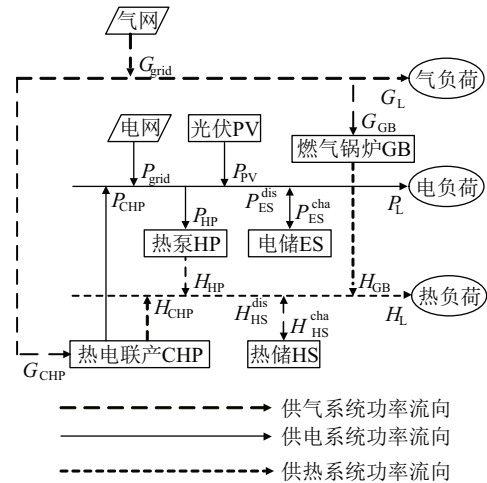 气网
G_grid
气负荷
G_L
G_GB
电网
光伏PV
燃气锅炉GB
P_grid
P_PV
P_CHP
P_HP
P_ES^dis
P_ES^cha
P_L
电负荷
热泵HP
电储ES
H_HP
H_GB
H_CHP
H_HS^dis
H_HS^cha
H_L
热负荷
G_CHP
热电联产CHP
热储HS
供气系统功率流向
供电系统功率流向
供热系统功率流向